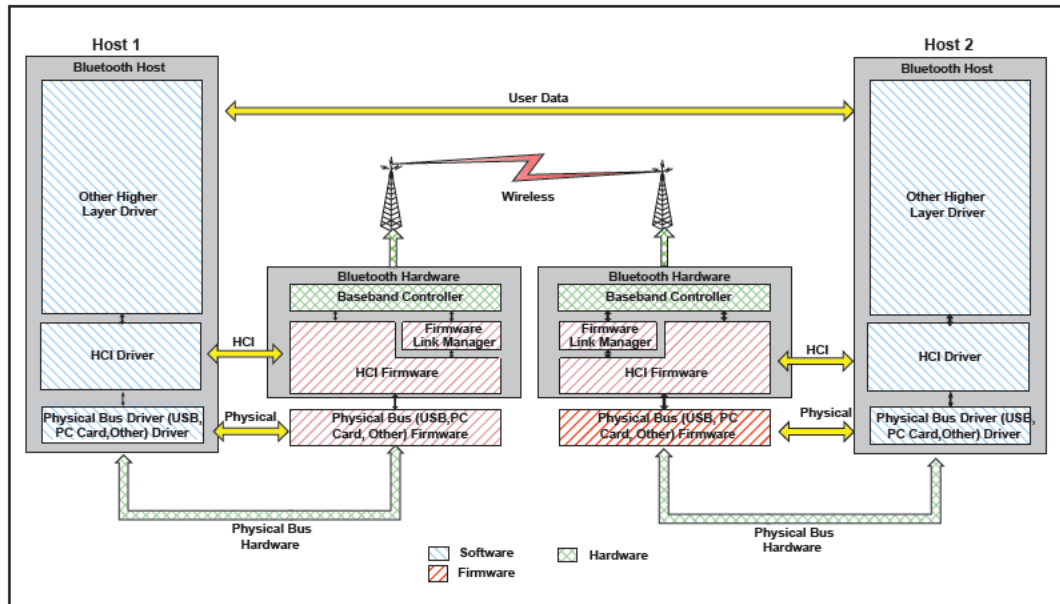 Host 1
Host 2
Bluetooth Host
Bluetooth Host
User Data
Other Higher
Layer Driver
Wireless
Other Higher
Layer Driver
Bluetooth Hardware
Baseband Controller
Bluetooth Hardware
Baseband Controller
HCI Driver
HCI
Firmware
Link Manager
HCI Firmware
Firmware
Link Manager
HCI Firmware
HCI
HCI Driver
Physical Bus Driver (USB,
PC Card,Other) Driver
Physical
Physical Bus (USB,PC
Card, Other) Firmware
Physical Bus (USB, PC
Card, Other) Firmware
Physical
Physical Bus Driver (USB,
PC Card,Other) Driver
Physical Bus
Hardware
Physical Bus
Hardware
Software
Hardware
Firmware